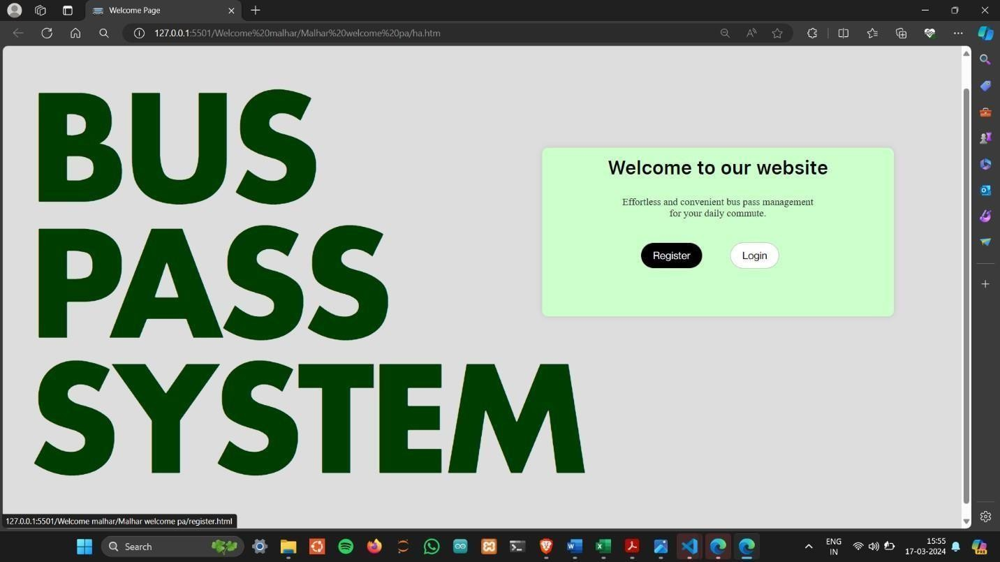 Welcome Page
127.0.0.1:5501/Welcome%20malhar/Malhar%20welcome%20pa/ha.htm
BUS
PASS
SYSTEM
Welcome to our website
Effortless and convenient bus pass management
for your daily commute.
Register
Login
127.0.0.1:5501/Welcome malhar/Malhar welcome pa/register.html
Search
ENG
IN
15:55
17-03-2024
PRE